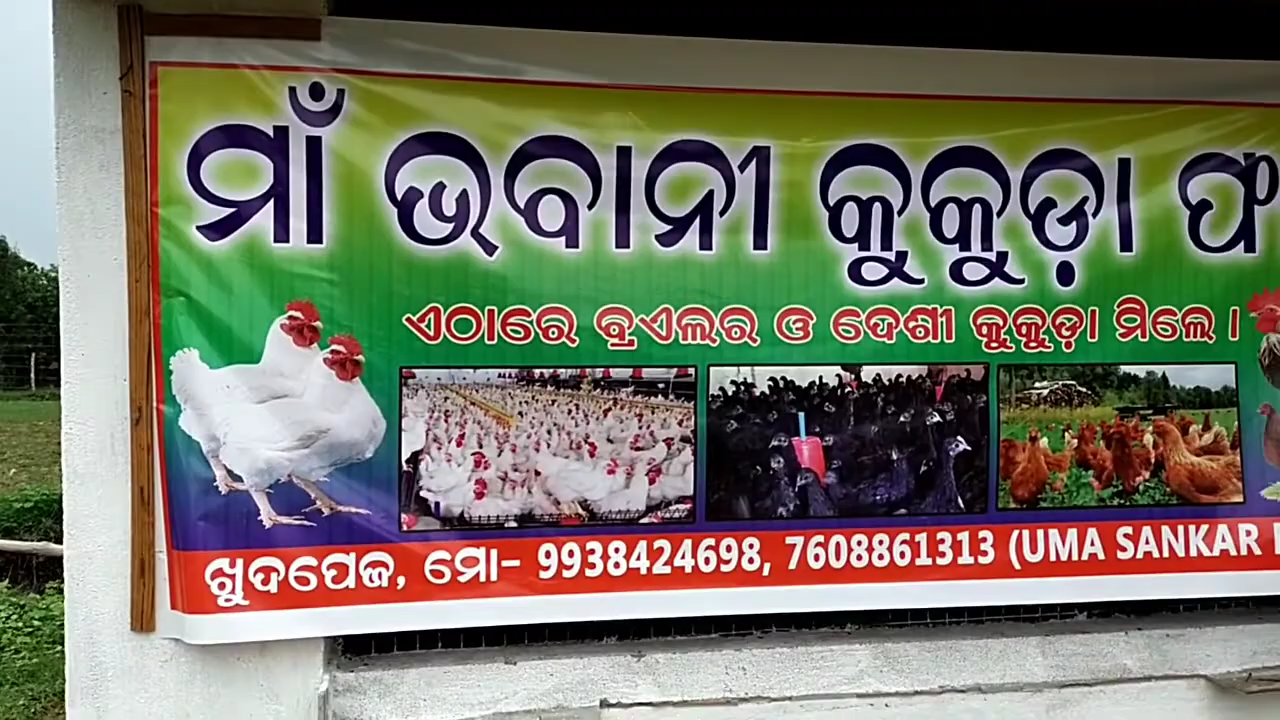 ମାଁ ଭବାନୀ କୁକୁଡ଼ା ଫ
ଏଠାରେ ବ୍ରଏଲର ଓ ଦେଶୀ କୁକୁଡ଼ା ମିଲେ ।
ଖୁଦପେଜ, ମୋ- 9938424698, 7608861313 (UMA SANKAR